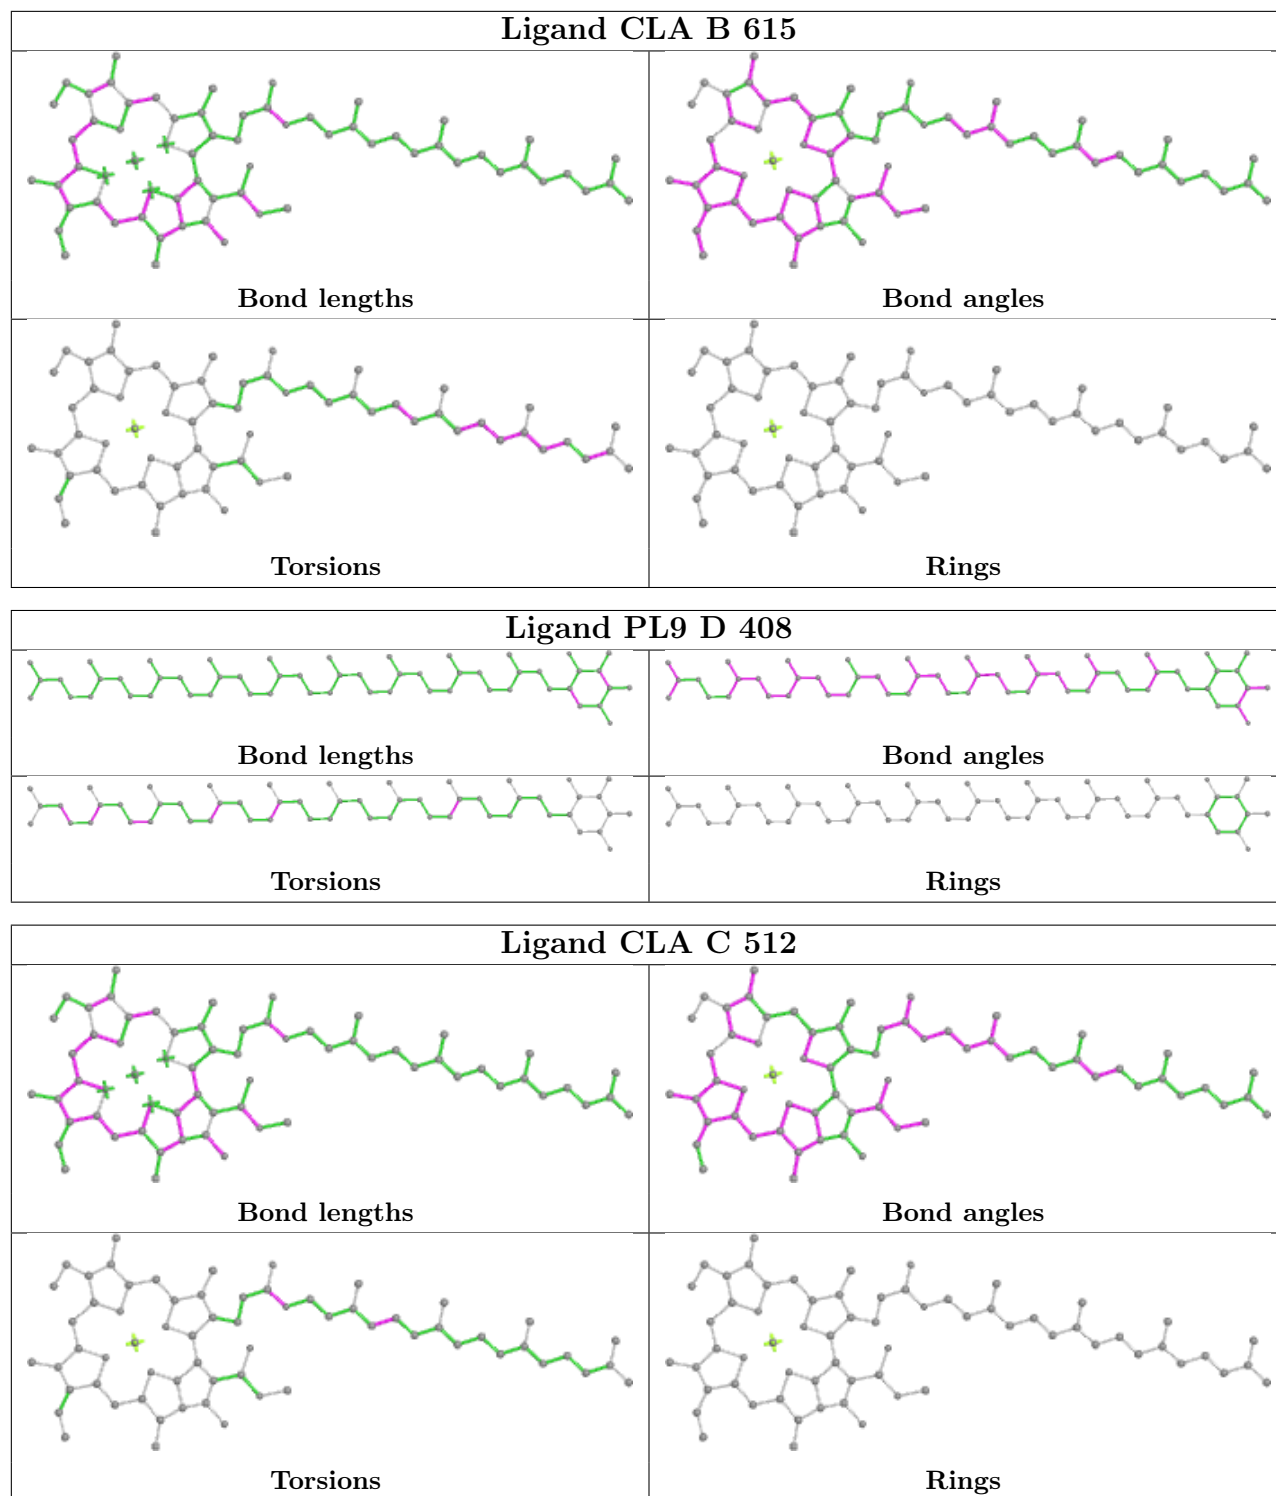 Ligand CLA B 615
Bond lengths
Bond angles
Torsions
Rings
Ligand PL9 D 408
Bond lengths
Bond angles
Torsions
Rings
Ligand CLA C 512
Bond lengths
Bond angles
Torsions
Rings